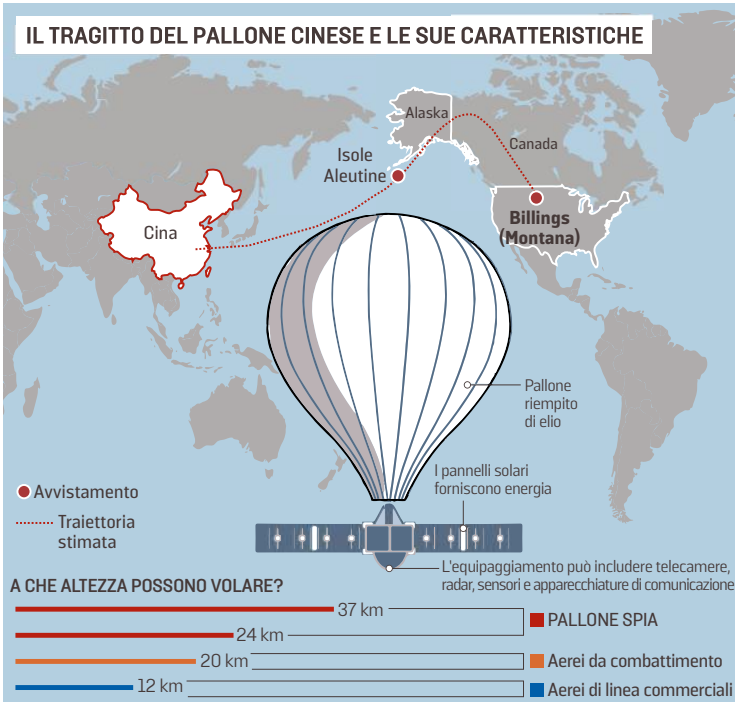 IL TRAGITTO DEL PALLONE CINESE E LE SUE CARATTERISTICHE
Alaska
Canada
Isole
Aleutine
Cina
Billings
(Montana)
Pallone
riempito
di elio
I pannelli solari
forniscono energia
Avvistamento
Traiettoria
stimata
L'equipaggiamento può includere telecamere,
radar, sensori e apparecchiature di comunicazione
A CHE ALTEZZA POSSONO VOLARE?
37 km
PALLONE SPIA
24 km
20 km
Aerei da combattimento
12 km
Aerei di linea commerciali